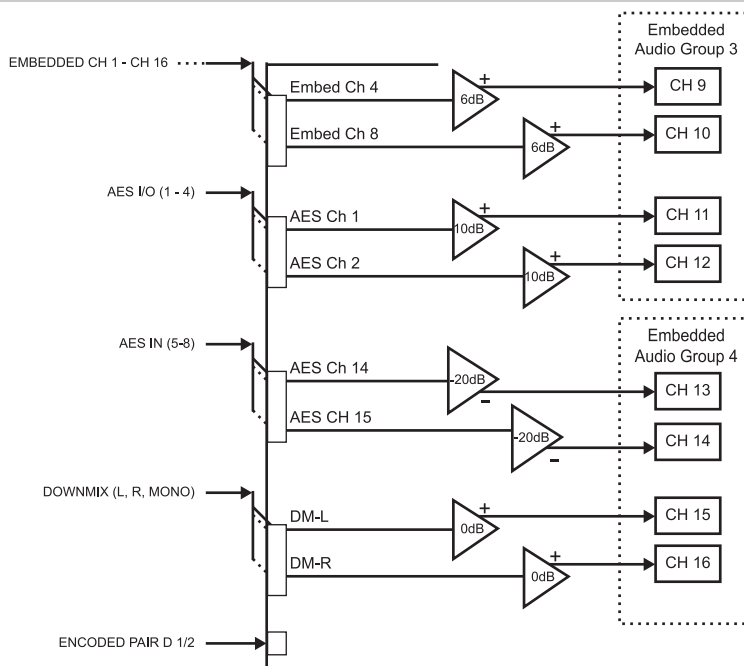 Embedded
Audio Group 3
EMBEDDED CH 1 - CH 16
Embed Ch 4
6dB
+
CH 9
Embed Ch 8
6dB
+
CH 10
AES I/O (1 - 4)
AES Ch 1
10dB
+
CH 11
AES Ch 2
10dB
+
CH 12
Embedded
Audio Group 4
AES IN (5-8)
AES Ch 14
-20dB
-
CH 13
AES CH 15
-20dB
-
CH 14
DOWNMIX (L, R, MONO)
DM-L
0dB
+
CH 15
DM-R
0dB
+
CH 16
ENCODED PAIR D 1/2